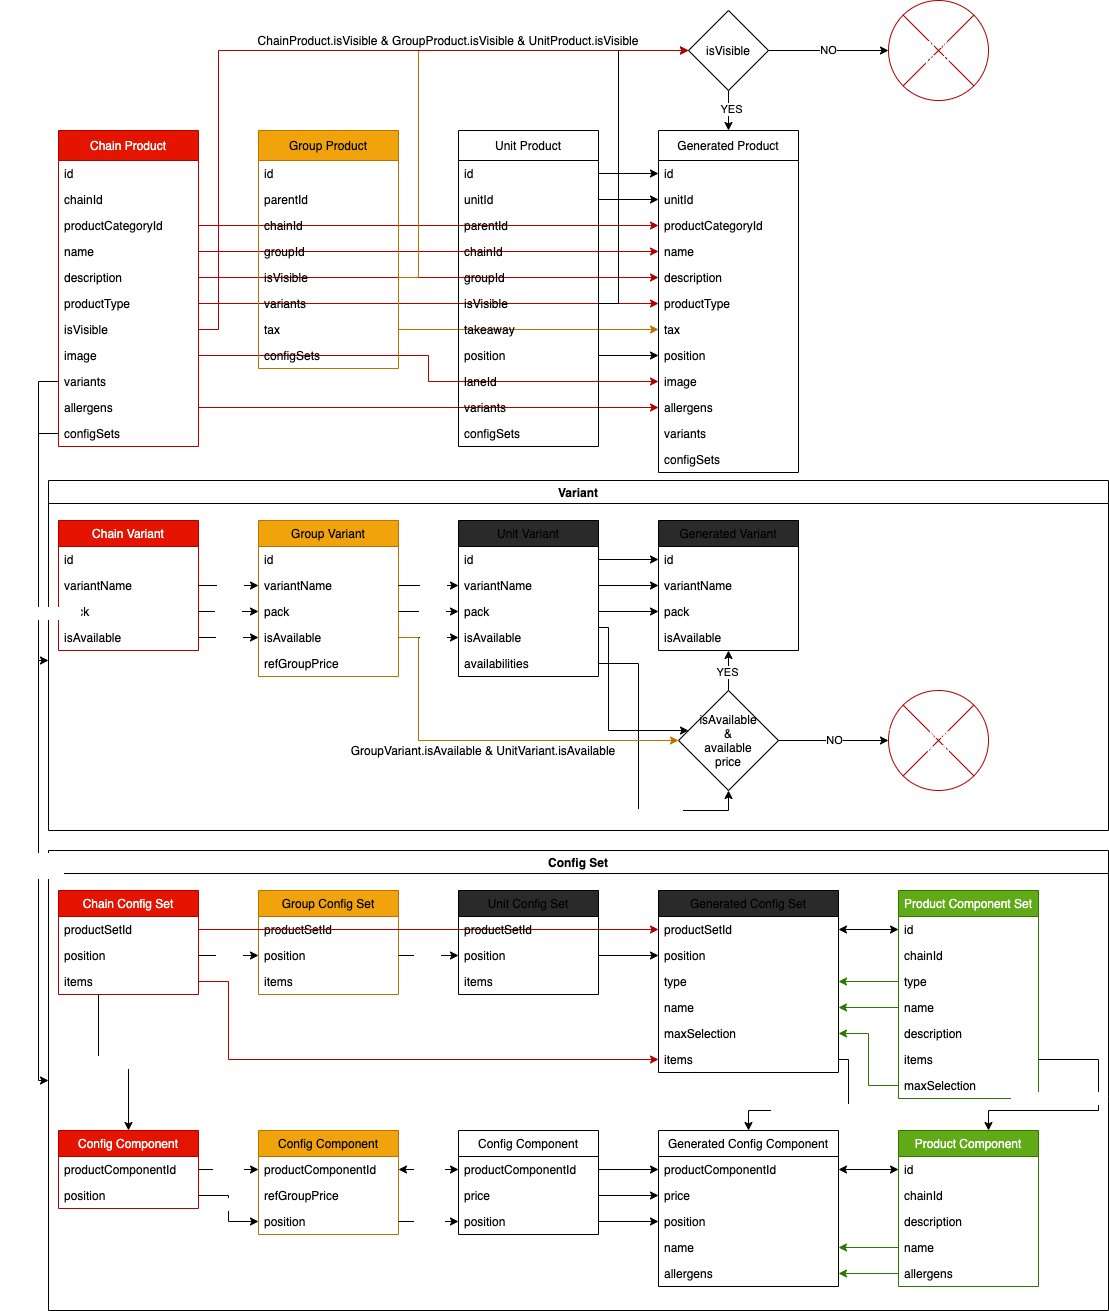 ChainProduct.isVisible & GroupProduct.isVisible & UnitProduct.isVisible
isVisible
NO
YES
Chain Product
id
chainId
productCategoryId
name
description
productType
isVisible
image
variants
allergens
configSets
Group Product
id
parentId
chainId
groupId
isVisible
variants
tax
configSets
Unit Product
id
unitId
parentId
chainId
groupId
isVisible
takeaway
position
laneId
variants
configSets
Generated Product
id
unitId
productCategoryId
name
description
productType
tax
position
image
allergens
variants
configSets
Variant
Chain Variant
id
variantName
k
isAvailable
Group Variant
id
variantName
pack
isAvailable
refGroupPrice
Unit Variant
id
variantName
pack
isAvailable
availabilities
Generated Variant
id
variantName
pack
isAvailable
YES
isAvailable
&
available
price
NO
GroupVariant.isAvailable & UnitVariant.isAvailable
Config Set
Chain Config Set
productSetId
position
items
Group Config Set
productSetId
position
items
Unit Config Set
productSetId
position
items
Generated Config Set
productSetId
position
type
name
maxSelection
items
Product Component Set
id
chainId
type
name
description
items
maxSelection
Config Component
productComponentId
position
Config Component
productComponentId
refGroupPrice
position
Config Component
productComponentId
price
position
Generated Config Component
productComponentId
price
position
name
allergens
Product Component
id
chainId
description
name
allergens